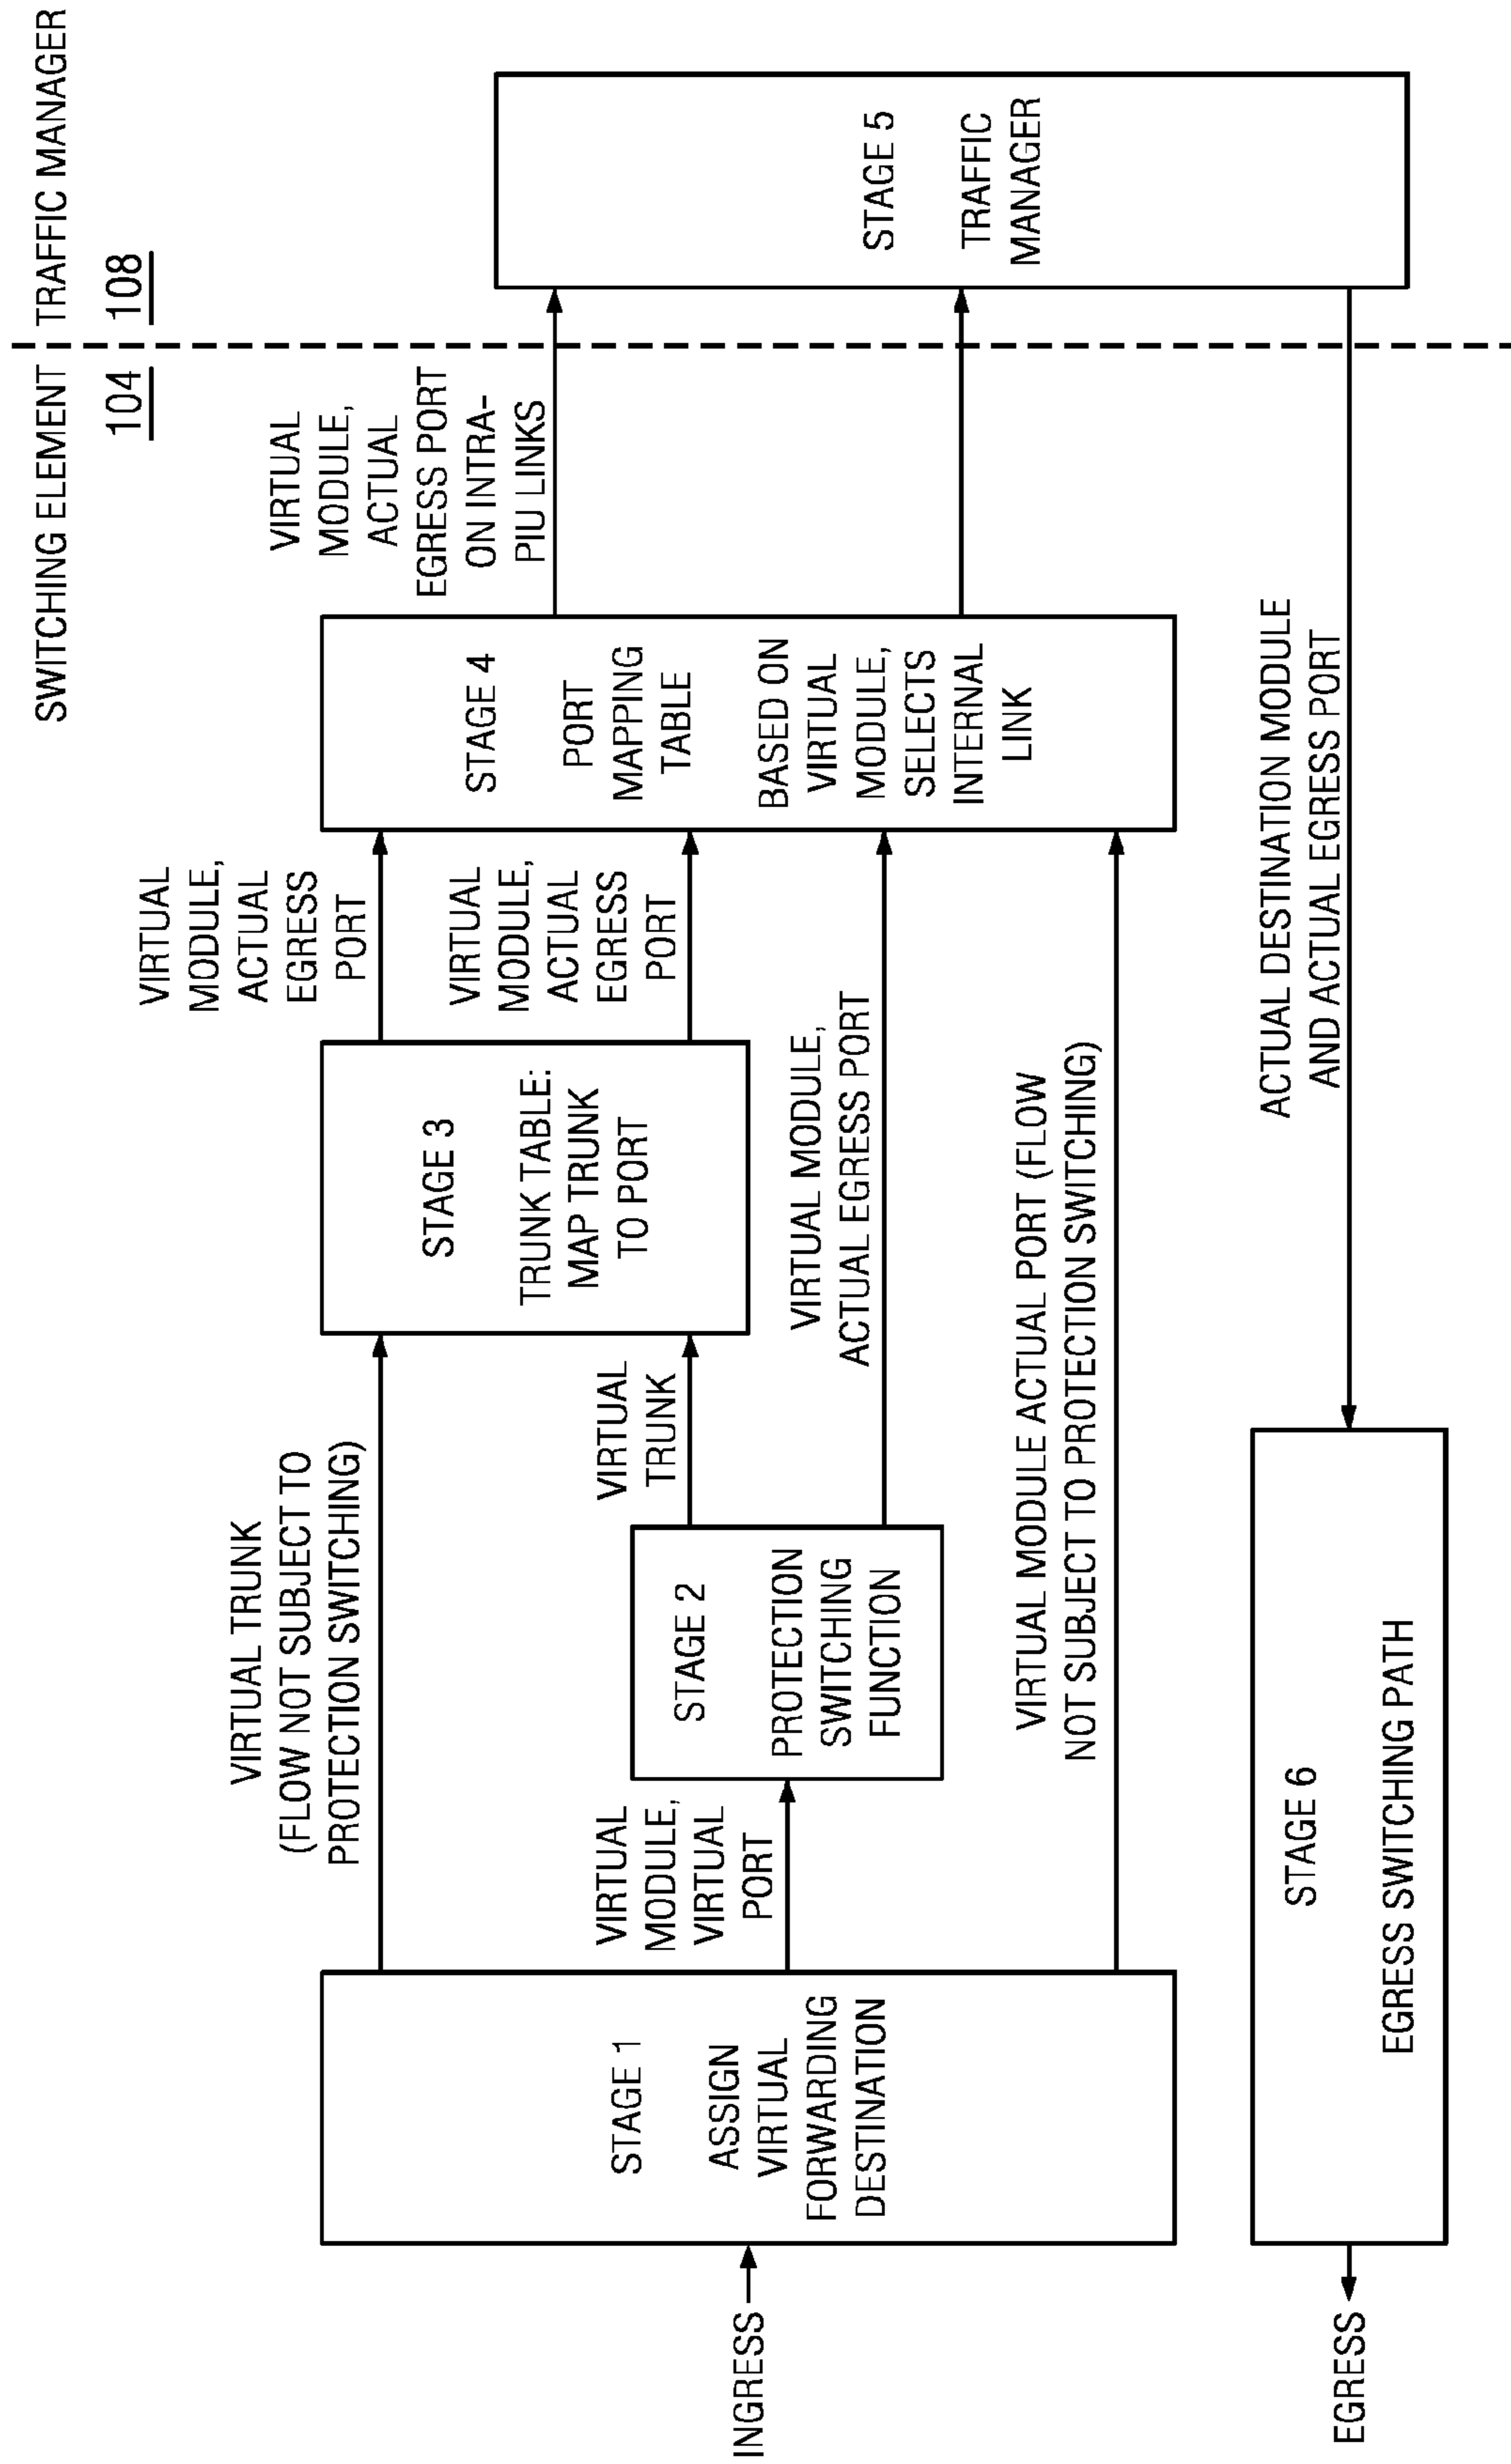 SWITCHING ELEMENT
104
TRAFFIC MANAGER
108
INGRESS
STAGE 1
ASSIGN
VIRTUAL
FORWARDING
DESTINATION
VIRTUAL TRUNK
(FLOW NOT SUBJECT TO
PROTECTION SWITCHING)
VIRTUAL
MODULE,
VIRTUAL
PORT
STAGE 2
PROTECTION
SWITCHING
FUNCTION
VIRTUAL
TRUNK
STAGE 3
TRUNK TABLE:
MAP TRUNK
TO PORT
VIRTUAL
MODULE,
ACTUAL
EGRESS
PORT
VIRTUAL
MODULE,
ACTUAL
EGRESS
PORT
VIRTUAL MODULE,
ACTUAL EGRESS PORT
VIRTUAL MODULE ACTUAL PORT (FLOW
NOT SUBJECT TO PROTECTION SWITCHING)
STAGE 4
PORT
MAPPING
TABLE
BASED ON
VIRTUAL
MODULE,
SELECTS
INTERNAL
LINK
VIRTUAL
MODULE,
ACTUAL
EGRESS PORT
ON INTRA-
PIU LINKS
STAGE 5
TRAFFIC
MANAGER
ACTUAL DESTINATION MODULE
AND ACTUAL EGRESS PORT
STAGE 6
EGRESS SWITCHING PATH
EGRESS